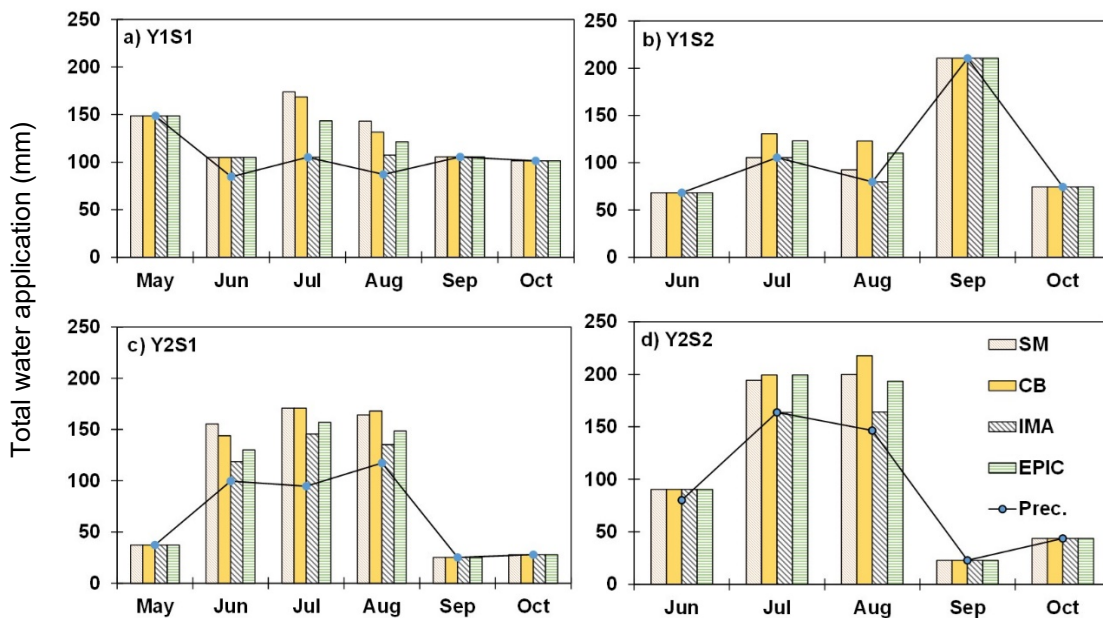 Total water application (mm)
a) Y1S1
250
200
150
100
50
0
May Jun Jul Aug Sep Oct
b) Y1S2
250
200
150
100
50
0
Jun Jul Aug Sep Oct
c) Y2S1
250
200
150
100
50
0
May Jun Jul Aug Sep Oct
d) Y2S2
250
200
150
100
50
0
Jun Jul Aug Sep Oct
SM
CB
IMA
EPIC
Prec.